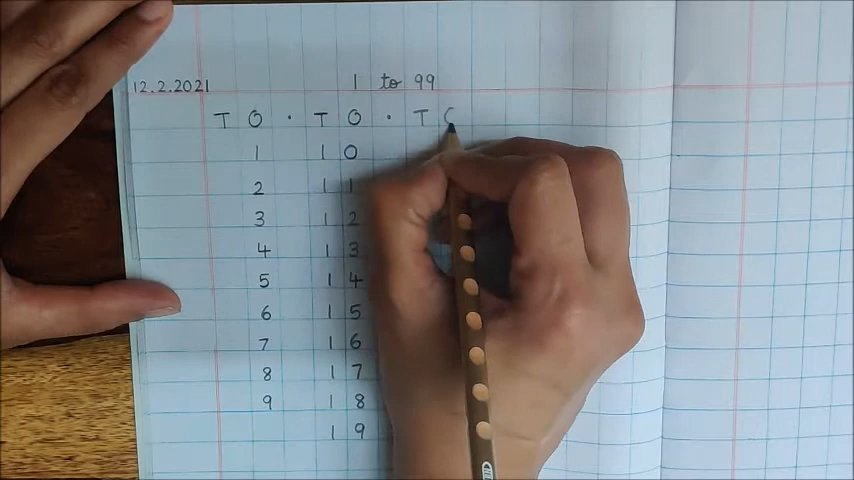 12.2.2021 1 to 99
T O . T O . T
1 1 0
2 1 1
3 1 2
4 1 3
5 1 4
6 1 5
7 1 6
8 1 7
9 1 8
1 9